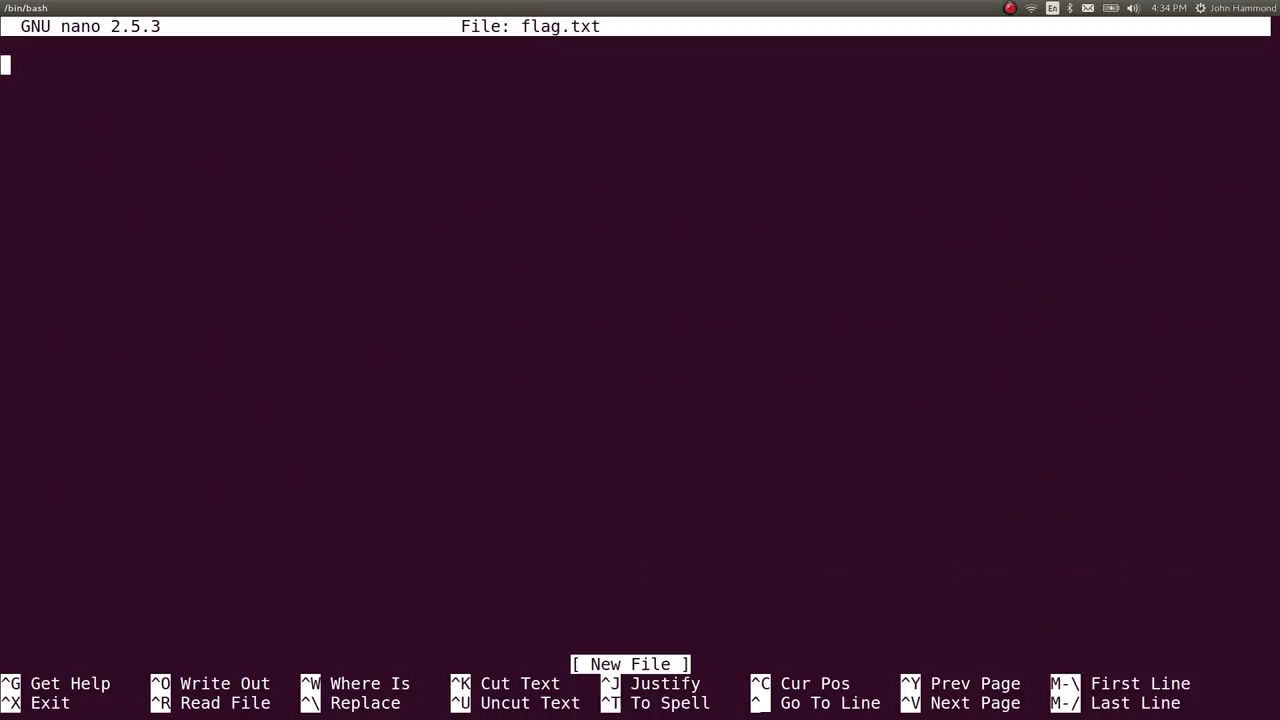 /bin/bash En 4:34 PM John Hammond
GNU nano 2.5.3 File: flag.txt
[ New File ]
^G Get Help ^O Write Out ^W Where Is ^K Cut Text ^J Justify ^C Cur Pos ^Y Prev Page M-\ First Line
^X Exit ^R Read File ^\ Replace ^U Uncut Text ^T To Spell ^_ Go To Line ^V Next Page M-/ Last Line